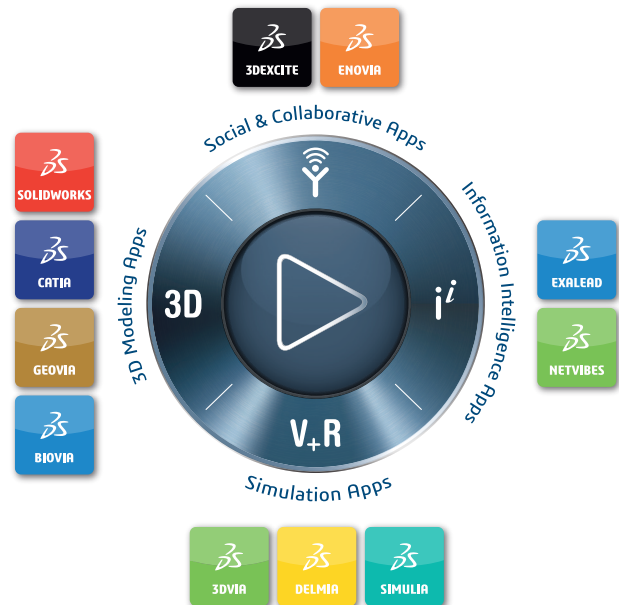 3DEXCITE
ENOVIA
Social & Collaborative Apps
SOLIDWORKS
CATIA
GEOVIA
BIOVIA
3D Modeling Apps
3D
iⁱ
Information Intelligence Apps
EXALEAD
NETVIBES
V+R
Simulation Apps
3DVIA
DELMIA
SIMULIA